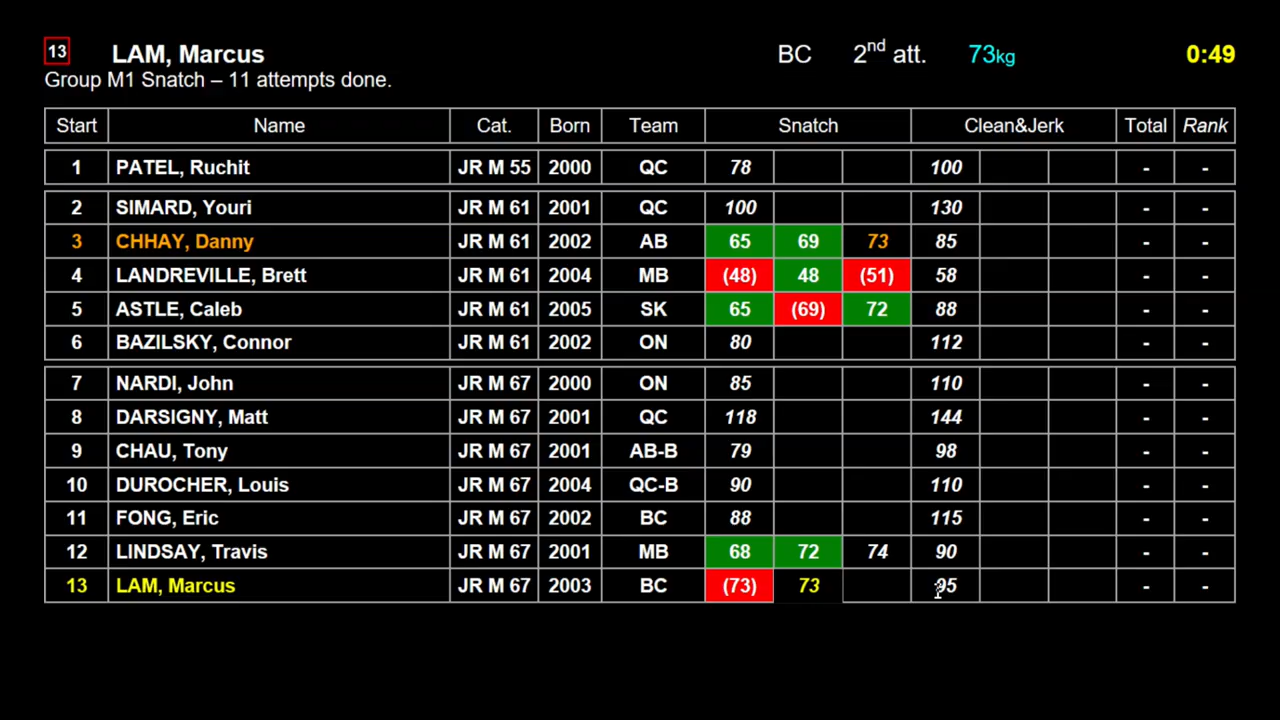 13 LAM, Marcus BC 2nd att. 73kg 0:49
Group M1 Snatch – 11 attempts done.
Start Name Cat. Born Team Snatch Clean&Jerk Total Rank
1 PATEL, Ruchit JR M 55 2000 QC 78 100 - -
2 SIMARD, Youri JR M 61 2001 QC 100 130 - -
3 CHHAY, Danny JR M 61 2002 AB 65 69 73 85 - -
4 LANDREVILLE, Brett JR M 61 2004 MB (48) 48 (51) 58 - -
5 ASTLE, Caleb JR M 61 2005 SK 65 (69) 72 88 - -
6 BAZILSKY, Connor JR M 61 2002 ON 80 112 - -
7 NARDI, John JR M 67 2000 ON 85 110 - -
8 DARSIGNY, Matt JR M 67 2001 QC 118 144 - -
9 CHAU, Tony JR M 67 2001 AB-B 79 98 - -
10 DUROCHER, Louis JR M 67 2004 QC-B 90 110 - -
11 FONG, Eric JR M 67 2002 BC 88 115 - -
12 LINDSAY, Travis JR M 67 2001 MB 68 72 74 90 - -
13 LAM, Marcus JR M 67 2003 BC (73) 73 95 - -